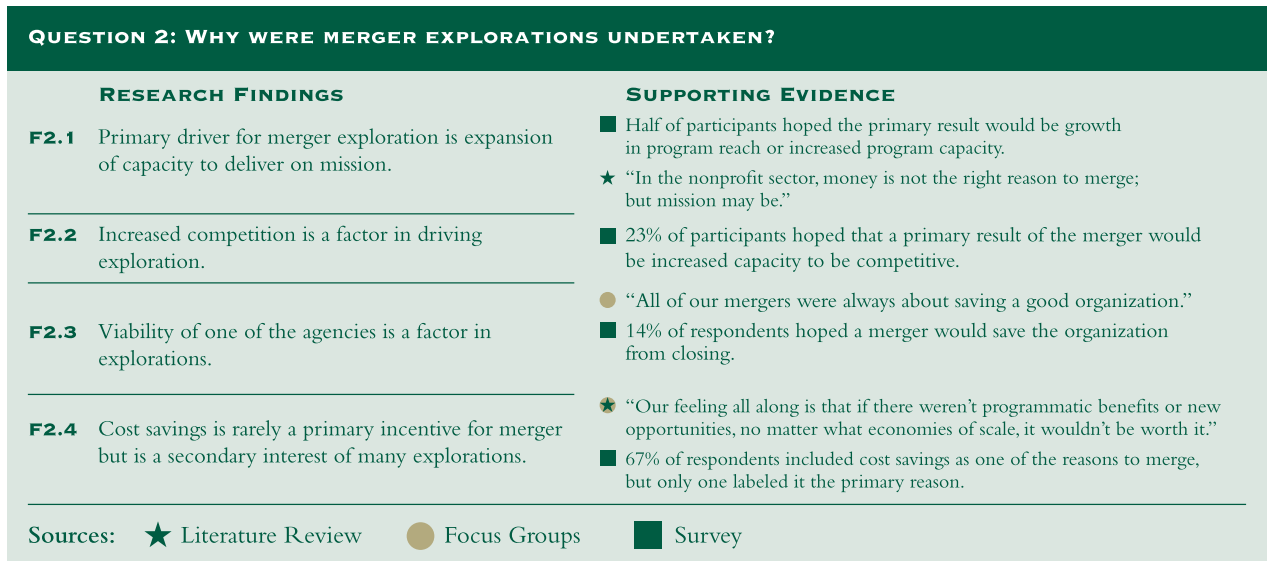 QUESTION 2: WHY WERE MERGER EXPLORATIONS UNDERTAKEN?
RESEARCH FINDINGS
SUPPORTING EVIDENCE
F2.1 Primary driver for merger exploration is expansion
of capacity to deliver on mission.
Half of participants hoped the primary result would be growth
in program reach or increased program capacity.
“In the nonprofit sector, money is not the right reason to merge;
but mission may be.”
F2.2 Increased competition is a factor in driving
exploration.
23% of participants hoped that a primary result of the merger would
be increased capacity to be competitive.
F2.3 Viability of one of the agencies is a factor in
explorations.
“All of our mergers were always about saving a good organization.”
14% of respondents hoped a merger would save the organization
from closing.
F2.4 Cost savings is rarely a primary incentive for merger
but is a secondary interest of many explorations.
“Our feeling all along is that if there weren’t programmatic benefits or new
opportunities, no matter what economies of scale, it wouldn’t be worth it.”
67% of respondents included cost savings as one of the reasons to merge,
but only one labeled it the primary reason.
Sources: Literature Review Focus Groups Survey